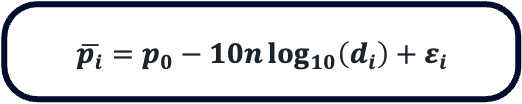 p̄ᵢ = p₀ − 10n log₁₀(dᵢ) + εᵢ